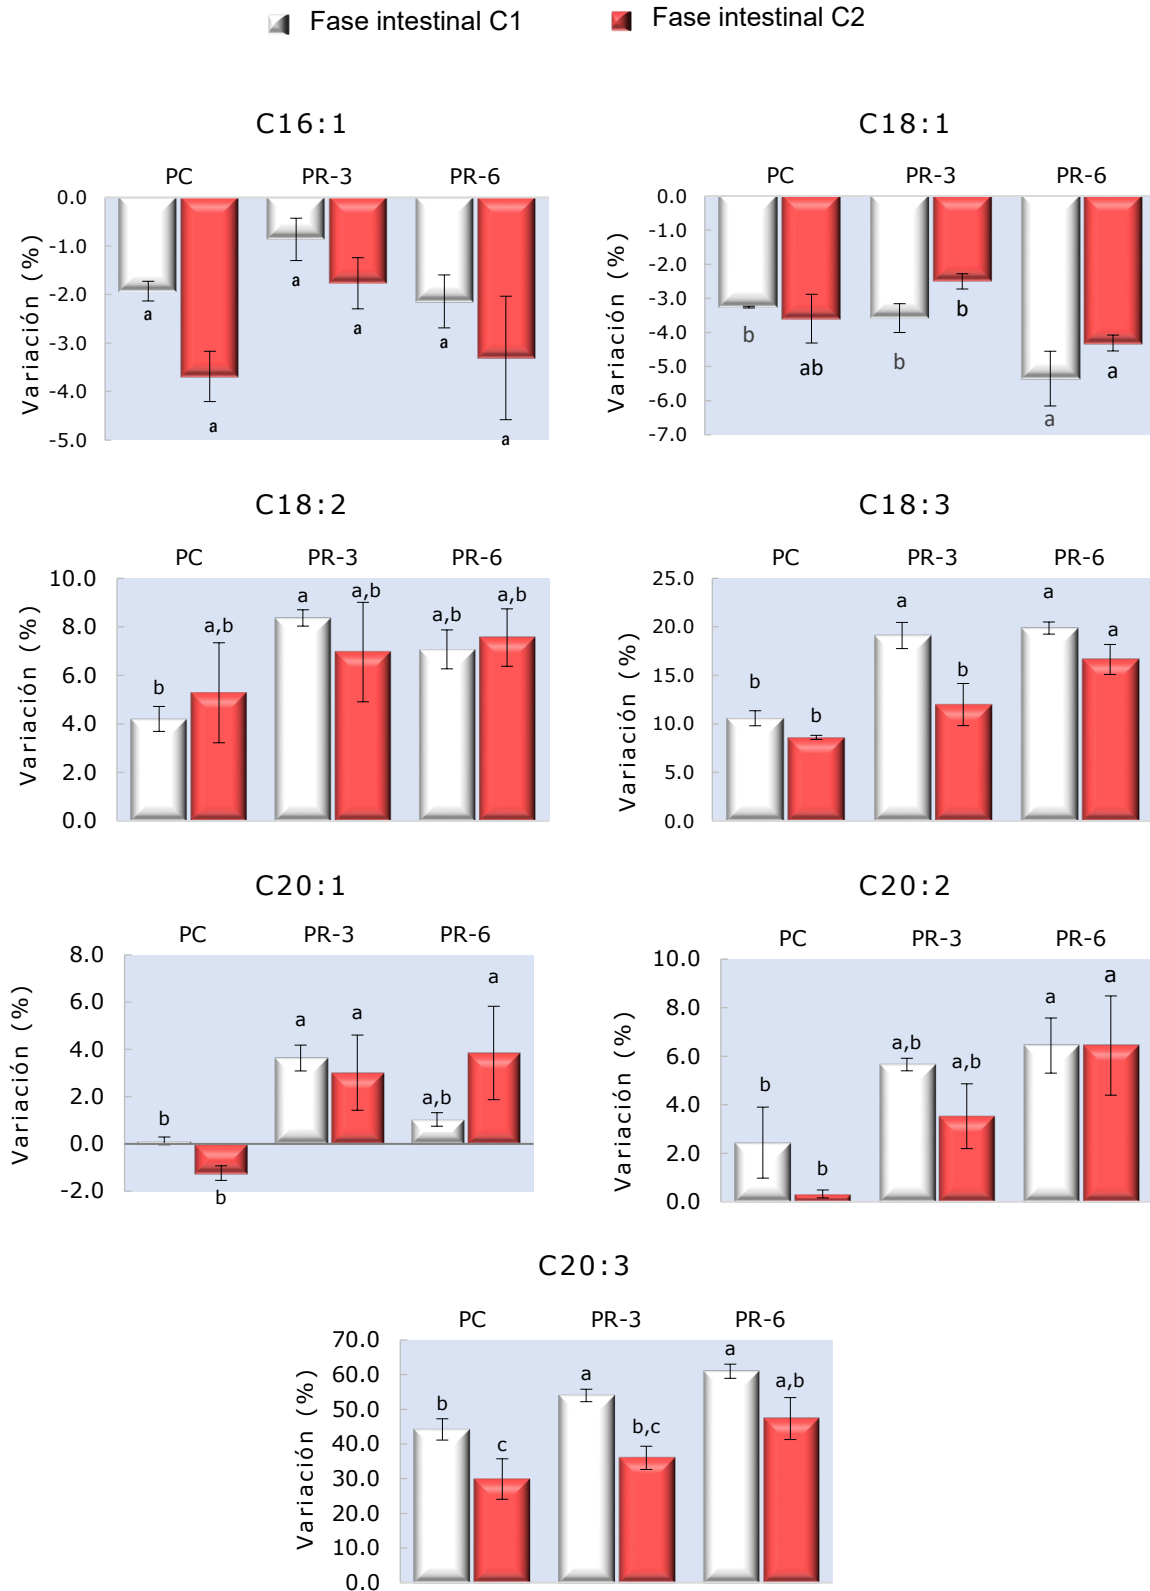 Fase intestinal C1
Fase intestinal C2
C16:1
PC PR-3 PR-6
0.0
-1.0
-2.0
-3.0
-4.0
-5.0
Variación (%)
a
a
a
a
a
a
C18:1
PC PR-3 PR-6
0.0
-1.0
-2.0
-3.0
-4.0
-5.0
-6.0
-7.0
Variación (%)
b
ab
b
b
a
a
C18:2
PC PR-3 PR-6
10.0
8.0
6.0
4.0
2.0
0.0
Variación (%)
b
a,b
a
a,b
a,b
a,b
C18:3
PC PR-3 PR-6
25.0
20.0
15.0
10.0
5.0
0.0
Variación (%)
b
b
a
b
a
a
C20:1
PC PR-3 PR-6
8.0
6.0
4.0
2.0
0.0
-2.0
Variación (%)
b
b
a
a
a,b
a
C20:2
PC PR-3 PR-6
10.0
8.0
6.0
4.0
2.0
0.0
Variación (%)
b
b
a,b
a,b
a
a
C20:3
PC PR-3 PR-6
70.0
60.0
50.0
40.0
30.0
20.0
10.0
0.0
Variación (%)
b
c
a
b,c
a
a,b